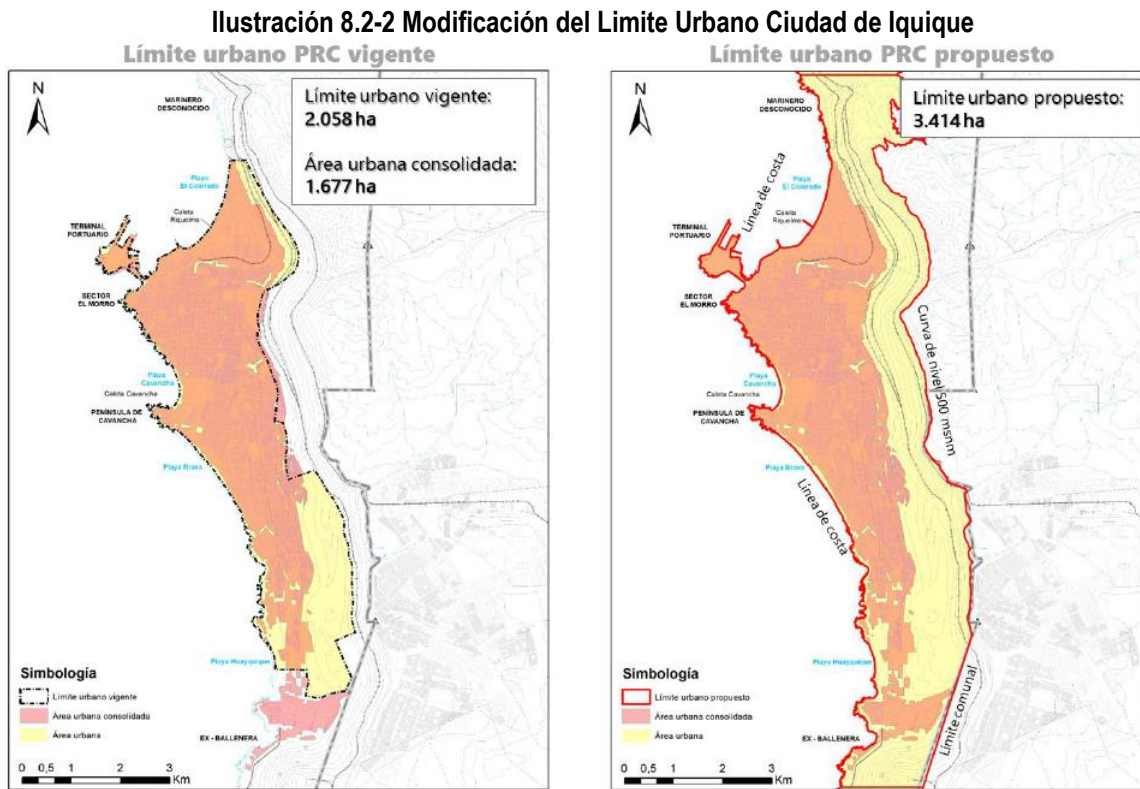 Ilustración 8.2-2 Modificación del Limite Urbano Ciudad de Iquique
Límite urbano PRC vigente
N
MARINERO
DESCONOCIDO
Límite urbano vigente:
2.058 ha
Área urbana consolidada:
1.677 ha
Playa
El Colorado
Caleta
Riquelme
TERMINAL
PORTUARIO
SECTOR
EL MORRO
Playa
Cavancha
Caleta Cavancha
PENÍNSULA DE
CAVANCHA
Playa Brava
Playa Huayquique
EX - BALLENERA
Simbología
Límite urbano vigente
Área urbana consolidada
Área urbana
0 0,5 1 2 3
Km
Límite urbano PRC propuesto
N
MARINERO
DESCONOCIDO
Límite urbano propuesto:
3.414 ha
Línea de costa
Playa
El Colorado
Caleta
Riquelme
TERMINAL
PORTUARIO
SECTOR
EL MORRO
Curva de nivel 500 msnm
Playa
Cavancha
Caleta Cavancha
PENÍNSULA DE
CAVANCHA
Playa Brava
Línea de costa
Playa Huayquique
Límite comunal
EX - BALLENERA
Simbología
Límite urbano propuesto
Área urbana consolidada
Área urbana
0 0,5 1 2 3
Km